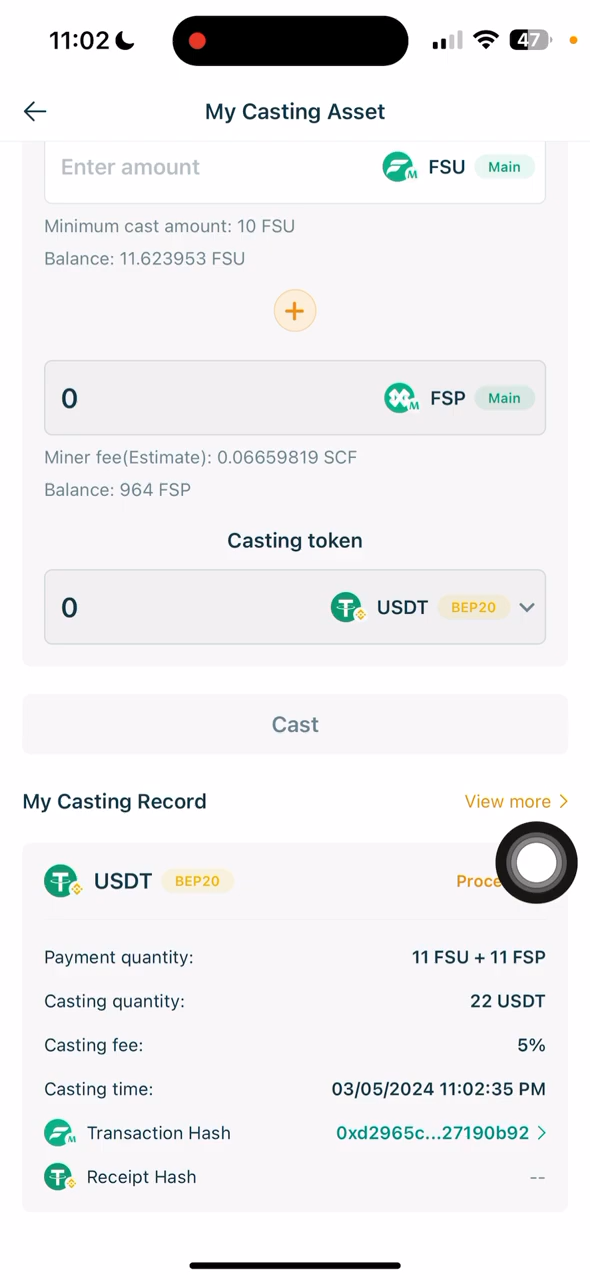 11:02
47
My Casting Asset
Enter amount FSU Main
Minimum cast amount: 10 FSU
Balance: 11.623953 FSU
0 FSP Main
Miner fee(Estimate): 0.06659819 SCF
Balance: 964 FSP
Casting token
0 USDT BEP20
Cast
My Casting Record View more
USDT BEP20
Payment quantity: 11 FSU + 11 FSP
Casting quantity: 22 USDT
Casting fee: 5%
Casting time: 03/05/2024 11:02:35 PM
Transaction Hash 0xd2965c...27190b92
Receipt Hash --